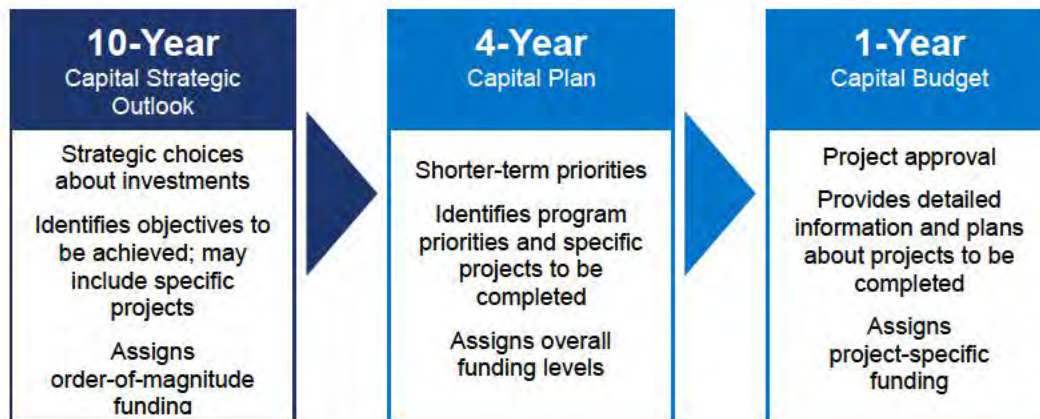 10-Year
Capital Strategic
Outlook
Strategic choices
about investments
Identifies objectives to
be achieved; may
include specific
projects
Assigns
order-of-magnitude
funding
4-Year
Capital Plan
Shorter-term priorities
Identifies program
priorities and specific
projects to be
completed
Assigns overall
funding levels
1-Year
Capital Budget
Project approval
Provides detailed
information and plans
about projects to be
completed
Assigns
project-specific
funding